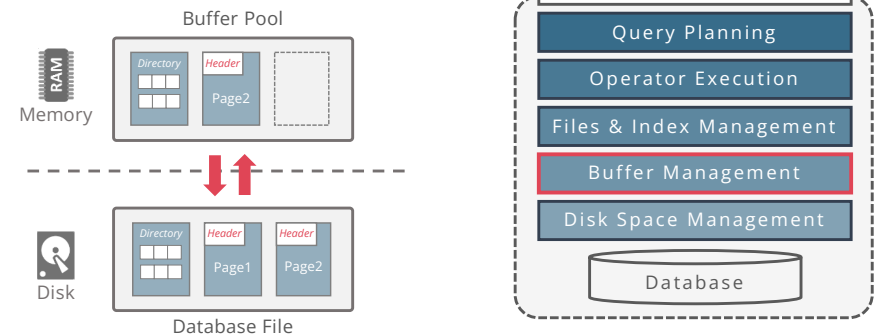 Buffer Pool
RAM
Memory
Directory
Header
Page2
Disk
Directory
Header
Page1
Header
Page2
Database File
Query Planning
Operator Execution
Files & Index Management
Buffer Management
Disk Space Management
Database